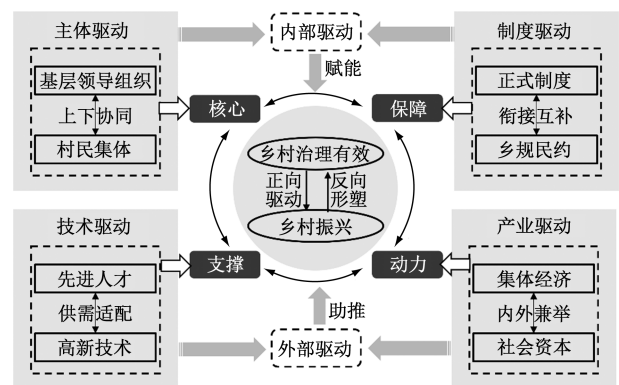 主体驱动
内部驱动
制度驱动
赋能
基层领导组织
上下协同
村民集体
核心
保障
正式制度
衔接互补
乡规民约
乡村治理有效
正向驱动
反向形塑
乡村振兴
技术驱动
产业驱动
支撑
动力
先进人才
供需适配
高新技术
集体经济
内外兼举
社会资本
助推
外部驱动